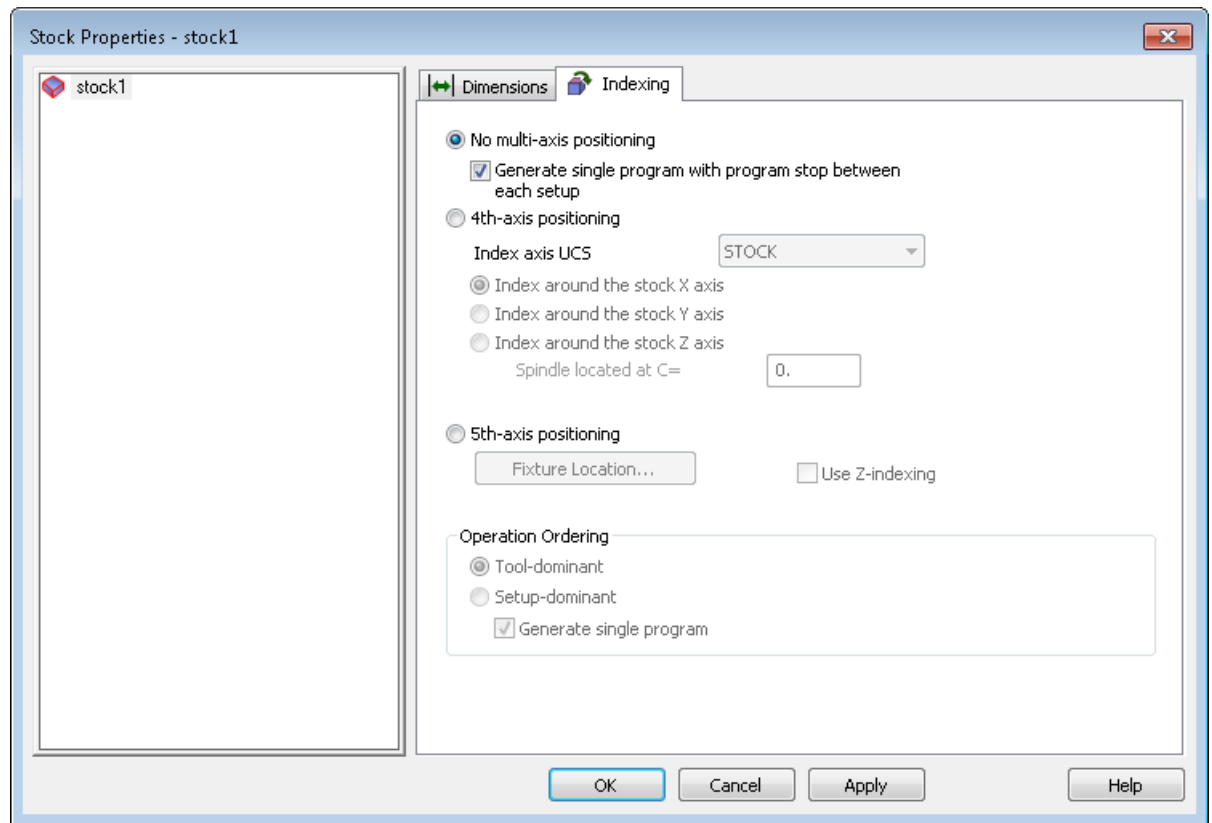 Stock Properties - stock1
stock1
Dimensions
Indexing
No multi-axis positioning
Generate single program with program stop between
each setup
4th-axis positioning
Index axis UCS
STOCK
Index around the stock X axis
Index around the stock Y axis
Index around the stock Z axis
Spindle located at C=
0.
5th-axis positioning
Fixture Location...
Use Z-indexing
Operation Ordering
Tool-dominant
Setup-dominant
Generate single program
OK
Cancel
Apply
Help